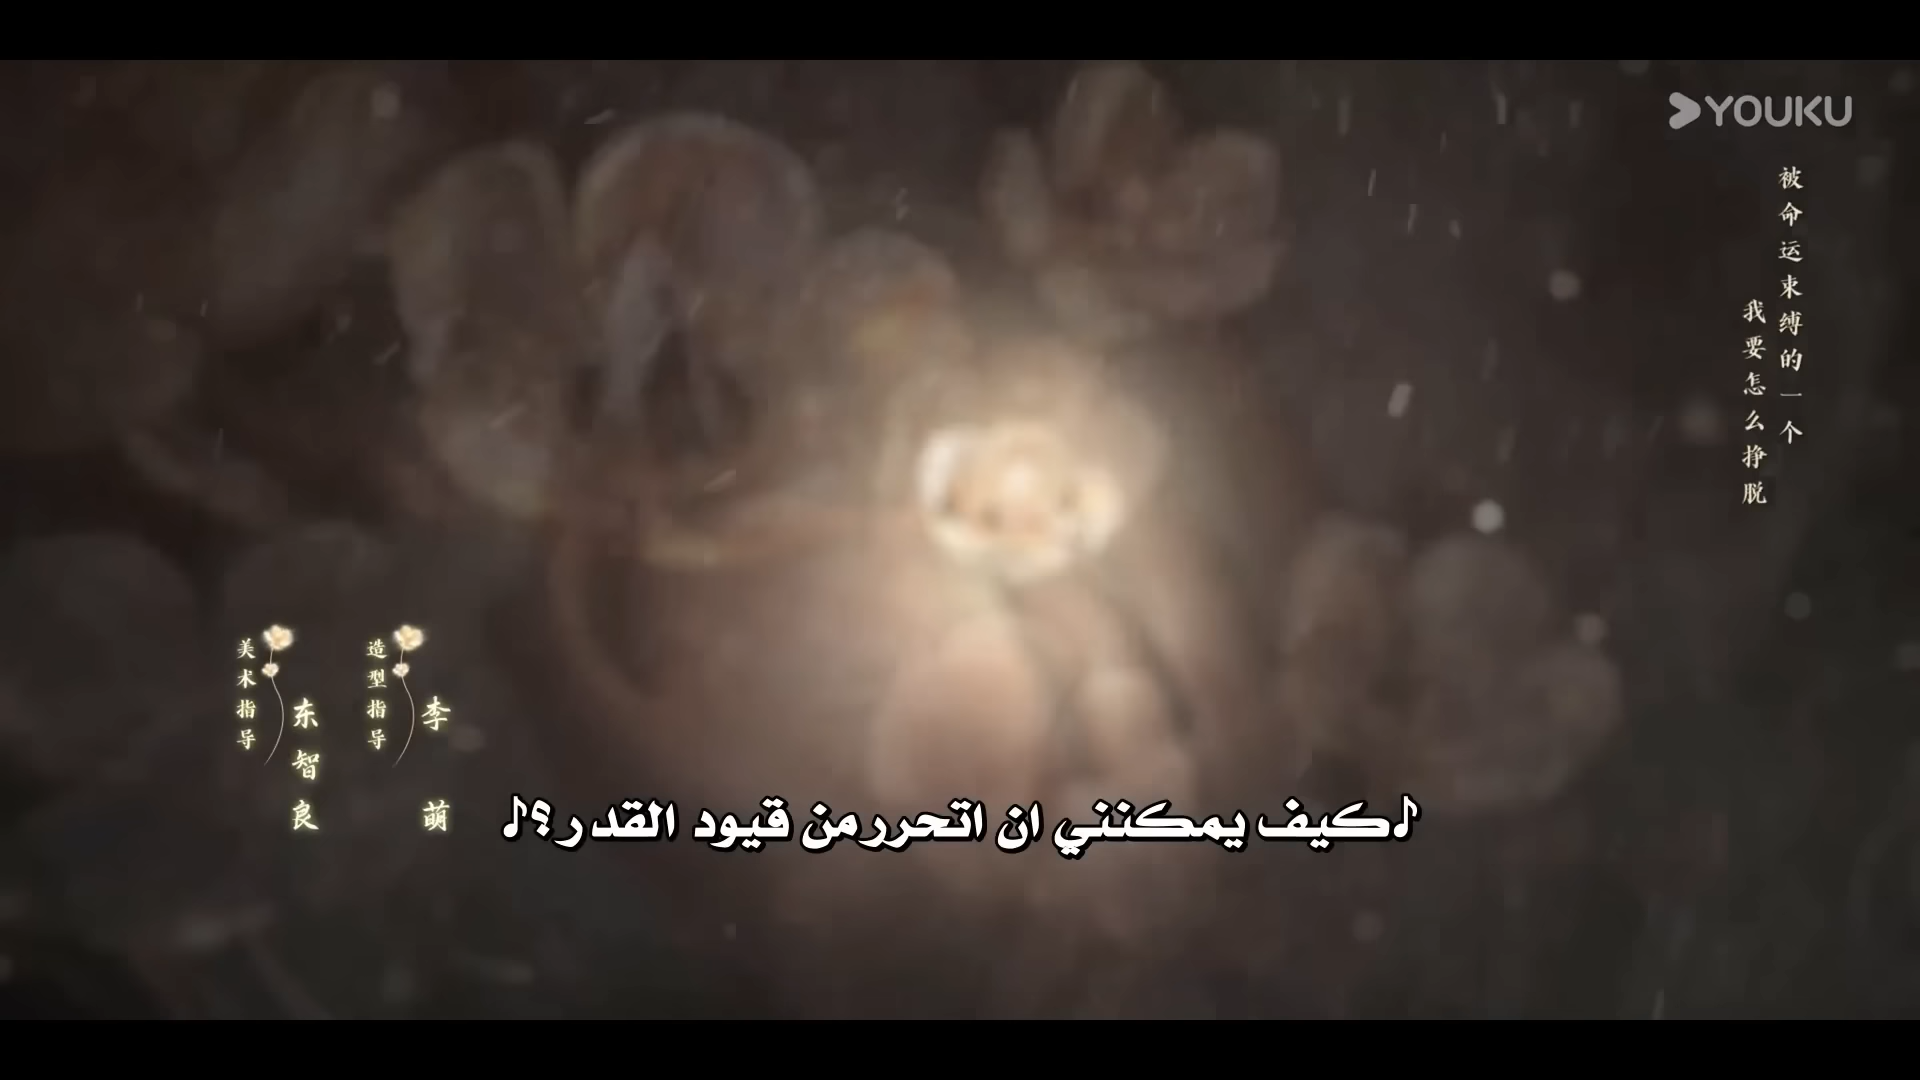 YOUKU
被命运束缚的一个
我要怎么挣脱
造型指导
李萌
美术指导
东智良
♪كيف يمكنني ان اتحررمن قيود القدر؟♪